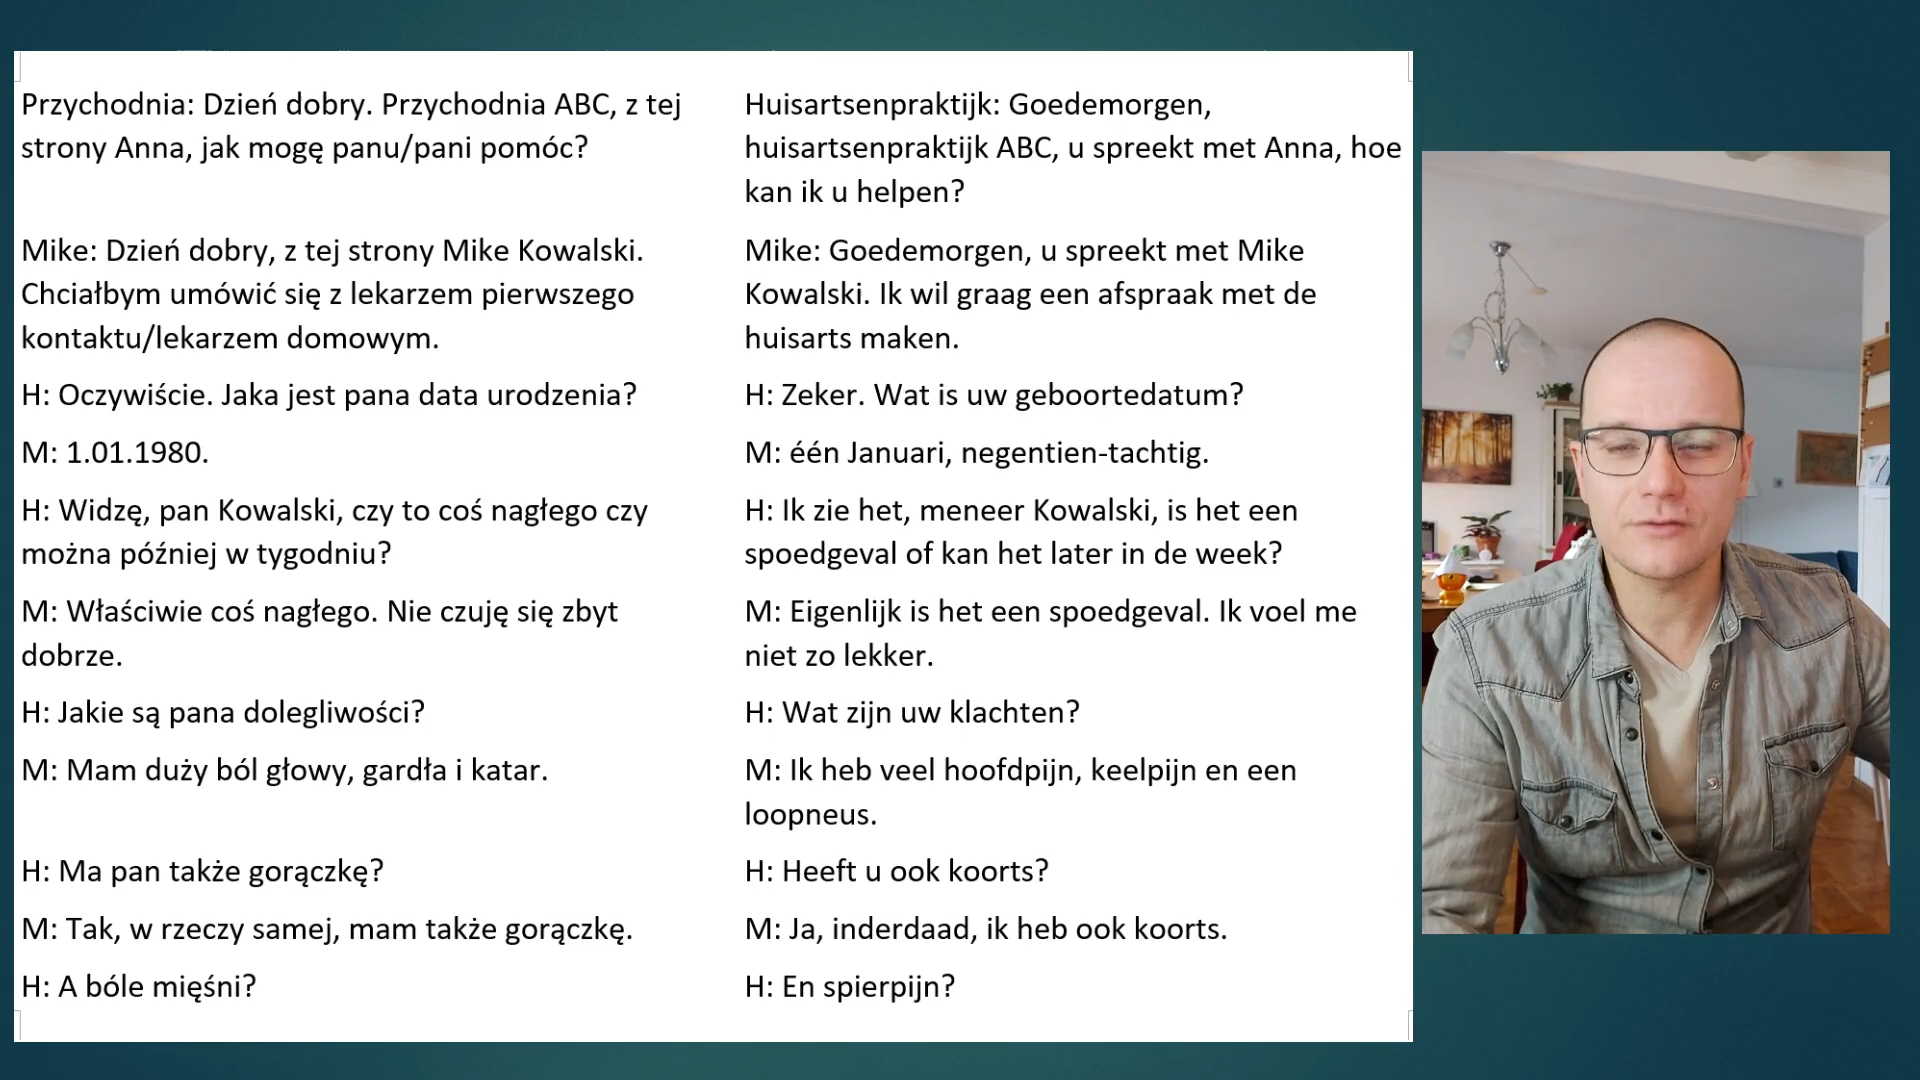 Przychodnia: Dzień dobry. Przychodnia ABC, z tej
strony Anna, jak mogę panu/pani pomóc?
Huisartsenpraktijk: Goedemorgen,
huisartsenpraktijk ABC, u spreekt met Anna, hoe
kan ik u helpen?
Mike: Dzień dobry, z tej strony Mike Kowalski.
Chciałbym umówić się z lekarzem pierwszego
kontaktu/lekarzem domowym.
Mike: Goedemorgen, u spreekt met Mike
Kowalski. Ik wil graag een afspraak met de
huisarts maken.
H: Oczywiście. Jaka jest pana data urodzenia?
H: Zeker. Wat is uw geboortedatum?
M: 1.01.1980.
M: één Januari, negentien-tachtig.
H: Widzę, pan Kowalski, czy to coś nagłego czy
można później w tygodniu?
H: Ik zie het, meneer Kowalski, is het een
spoedgeval of kan het later in de week?
M: Właściwie coś nagłego. Nie czuję się zbyt
dobrze.
M: Eigenlijk is het een spoedgeval. Ik voel me
niet zo lekker.
H: Jakie są pana dolegliwości?
H: Wat zijn uw klachten?
M: Mam duży ból głowy, gardła i katar.
M: Ik heb veel hoofdpijn, keelpijn en een
loopneus.
H: Ma pan także gorączkę?
H: Heeft u ook koorts?
M: Tak, w rzeczy samej, mam także gorączkę.
M: Ja, inderdaad, ik heb ook koorts.
H: A bóle mięśni?
H: En spierpijn?